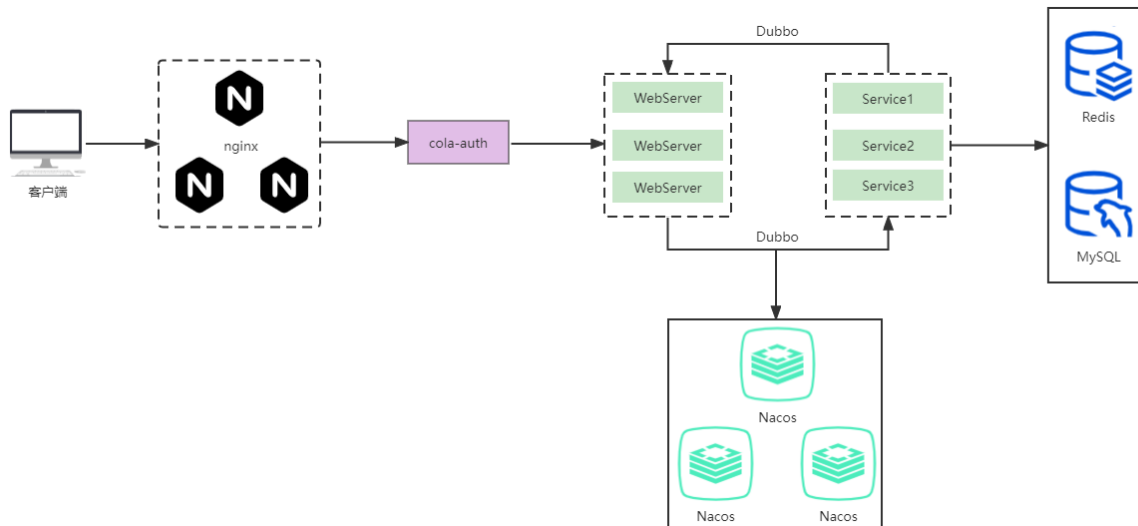 客户端
nginx
cola-auth
Dubbo
WebServer
WebServer
WebServer
Service1
Service2
Service3
Dubbo
Redis
MySQL
Nacos
Nacos
Nacos